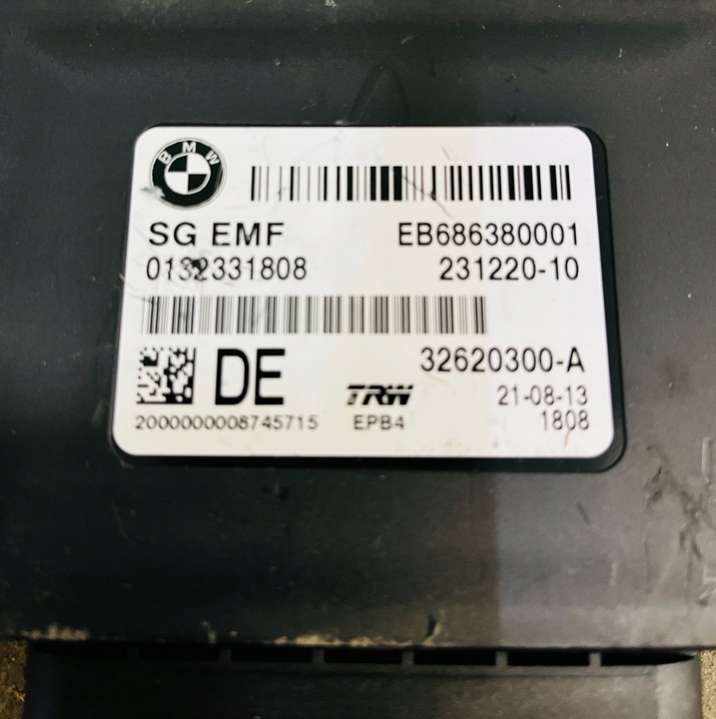 BMW
SG EMF EB686380001
0132331808 231220-10
DE 32620300-A
TRW 21-08-13
2000000008745715 EPB4 1808